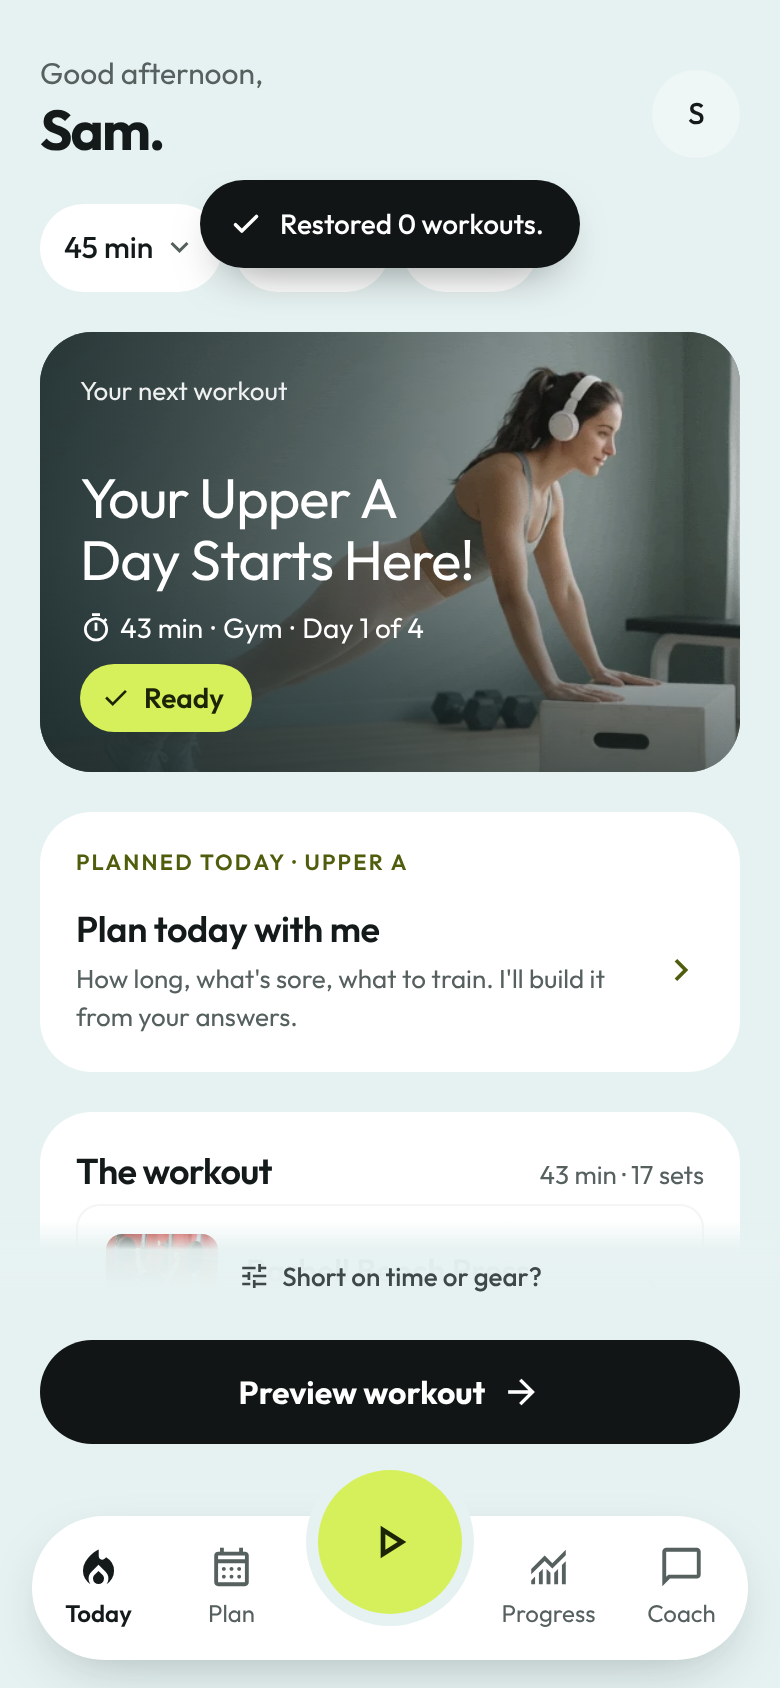 Good afternoon,
Sam.
S
Restored 0 workouts.
45 min
Your next workout
Your Upper A
Day Starts Here!
43 min · Gym · Day 1 of 4
Ready
PLANNED TODAY · UPPER A
Plan today with me
How long, what's sore, what to train. I'll build it
from your answers.
The workout
43 min · 17 sets
Short on time or gear?
Preview workout
Today
Plan
Progress
Coach